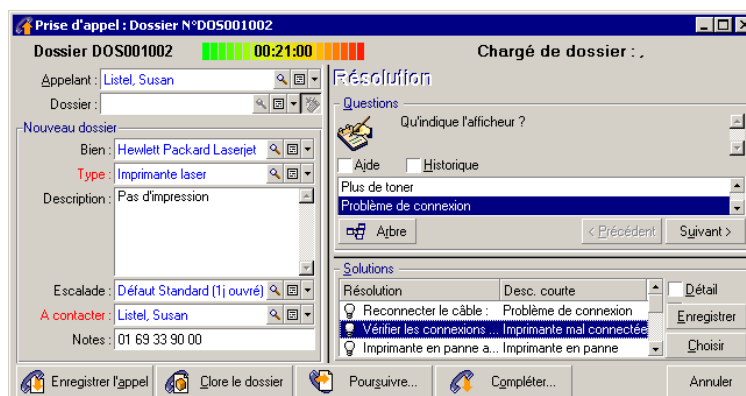 Prise d'appel : Dossier N°DOS001002
Dossier DOS001002
00:21:00
Chargé de dossier : ,
Appelant : Listel, Susan
Dossier :
Nouveau dossier
Bien : Hewlett Packard Laserjet
Type : Imprimante laser
Description : Pas d'impression
Escalade : Défaut Standard (1j ouvré)
A contacter : Listel, Susan
Notes : 01 69 33 90 00
Résolution
Questions
Qu'indique l'afficheur ?
Aide Historique
Plus de toner
Problème de connexion
Arbre < Précédent Suivant >
Solutions
Résolution Desc. courte
Reconnecter le câble : Problème de connexion
Vérifier les connexions ... Imprimante mal connectée
Imprimante en panne a... Imprimante en panne
Détail
Enregistrer
Choisir
Enregistrer l'appel Clore le dossier Poursuivre... Compléter... Annuler